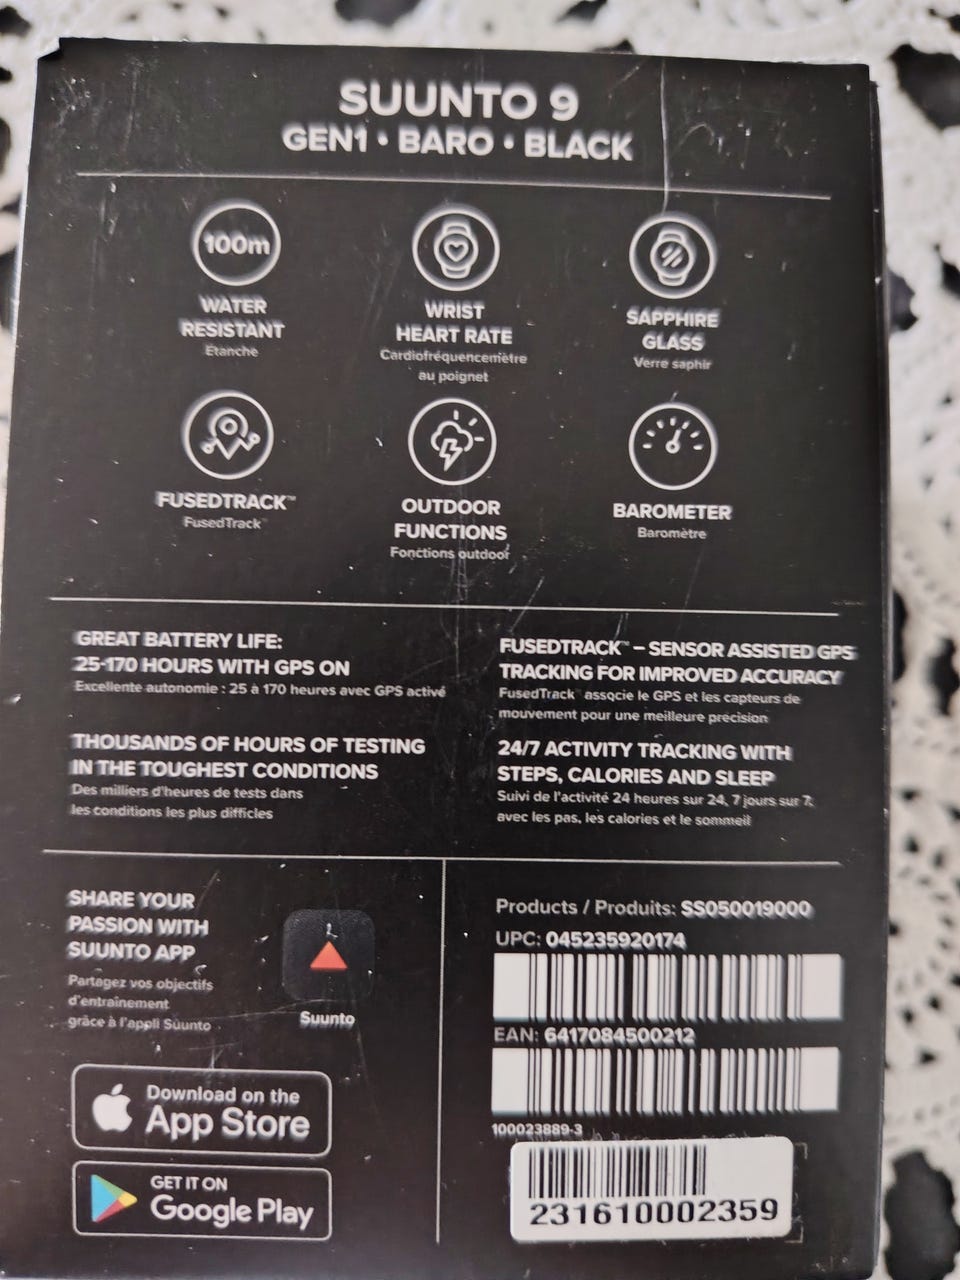 SUUNTO 9
GEN1 • BARO • BLACK
100m
WATER
RESISTANT
Étanche
WRIST
HEART RATE
Cardiofréquencemètre
au poignet
SAPPHIRE
GLASS
Verre saphir
FUSEDTRACK™
FusedTrack™
OUTDOOR
FUNCTIONS
Fonctions outdoor
BAROMETER
Baromètre
GREAT BATTERY LIFE:
25-170 HOURS WITH GPS ON
Excellente autonomie : 25 à 170 heures avec GPS activé
THOUSANDS OF HOURS OF TESTING
IN THE TOUGHEST CONDITIONS
Des milliers d'heures de tests dans
les conditions les plus difficles
FUSEDTRACK™ – SENSOR ASSISTED GPS
TRACKING FOR IMPROVED ACCURACY
FusedTrack™ associe le GPS et les capteurs de
mouvement pour une meilleure précision
24/7 ACTIVITY TRACKING WITH
STEPS, CALORIES AND SLEEP
Suivi de l'activité 24 heures sur 24, 7 jours sur 7,
avec les pas, les calories et le sommeil
SHARE YOUR
PASSION WITH
SUUNTO APP
Partagez vos objectifs
d'entraînement
grâce à l'appli Suunto
Suunto
Download on the
App Store
GET IT ON
Google Play
Products / Produits: SS050019000
UPC: 045235920174
EAN: 6417084500212
100023889-3
231610002359